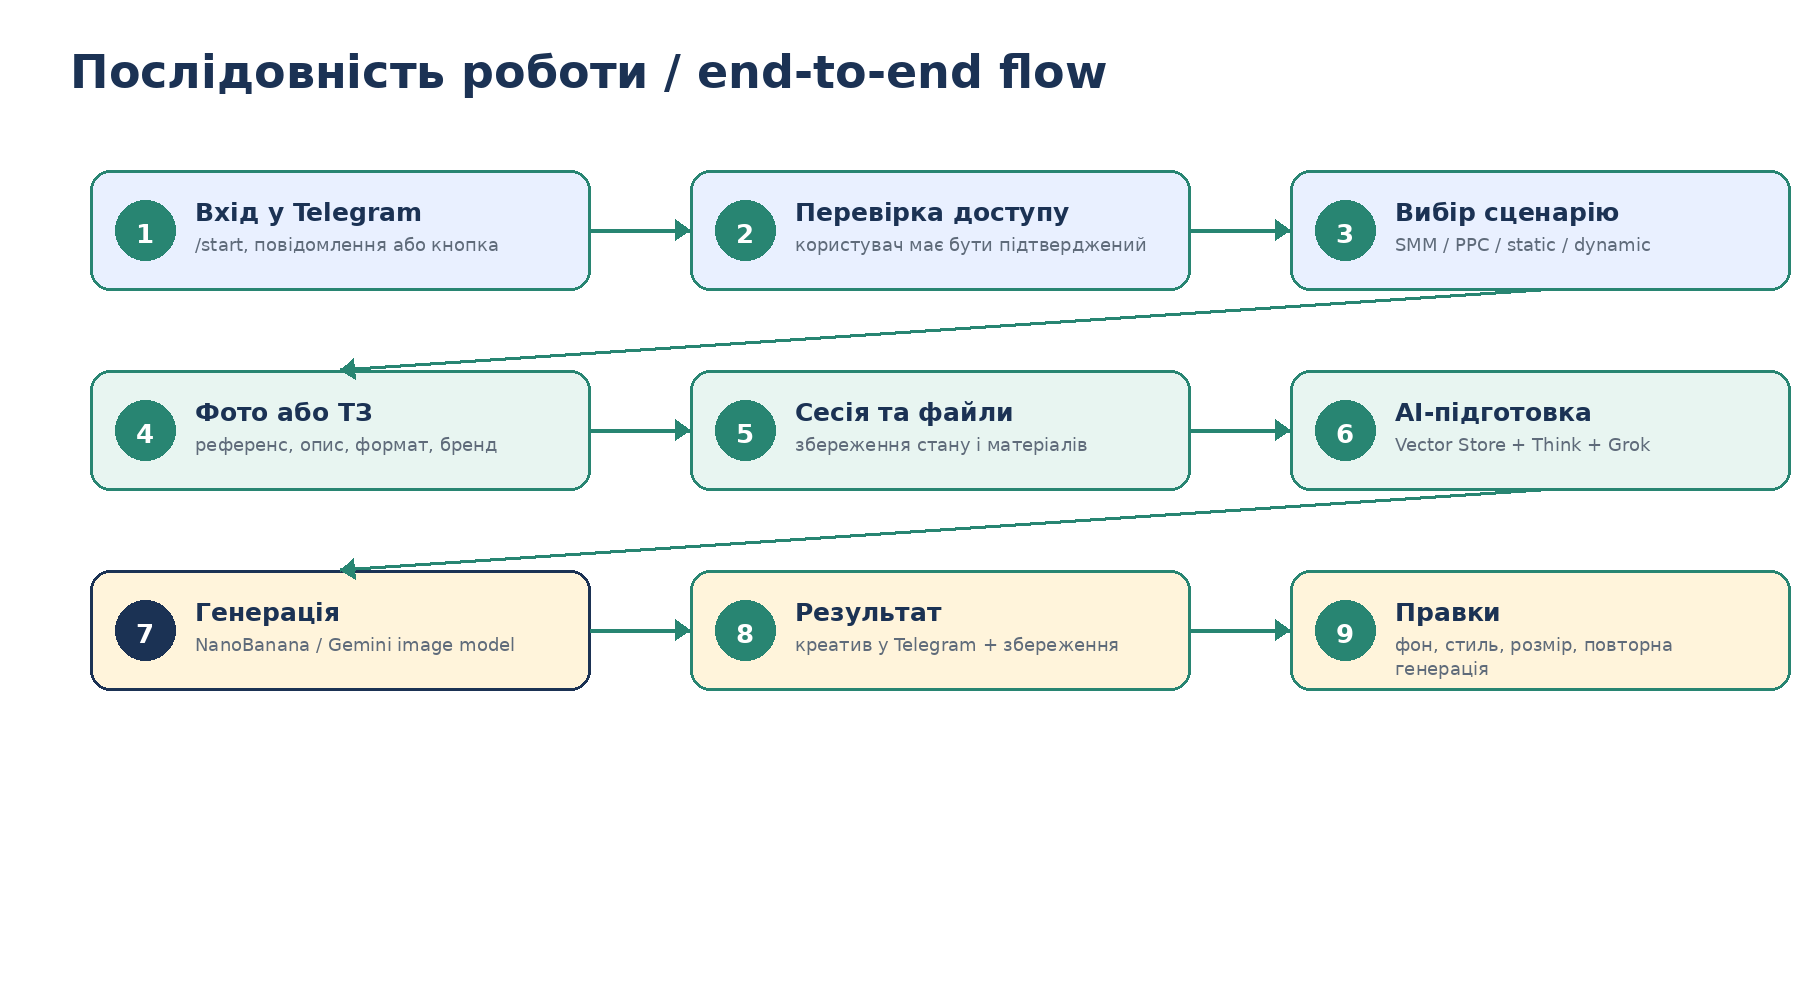 Послідовність роботи / end-to-end flow
1
Вхід у Telegram
/start, повідомлення або кнопка
2
Перевірка доступу
користувач має бути підтверджений
3
Вибір сценарію
SMM / PPC / static / dynamic
4
Фото або ТЗ
референс, опис, формат, бренд
5
Сесія та файли
збереження стану і матеріалів
6
AI-підготовка
Vector Store + Think + Grok
7
Генерація
NanoBanana / Gemini image model
8
Результат
креатив у Telegram + збереження
9
Правки
фон, стиль, розмір, повторна
генерація